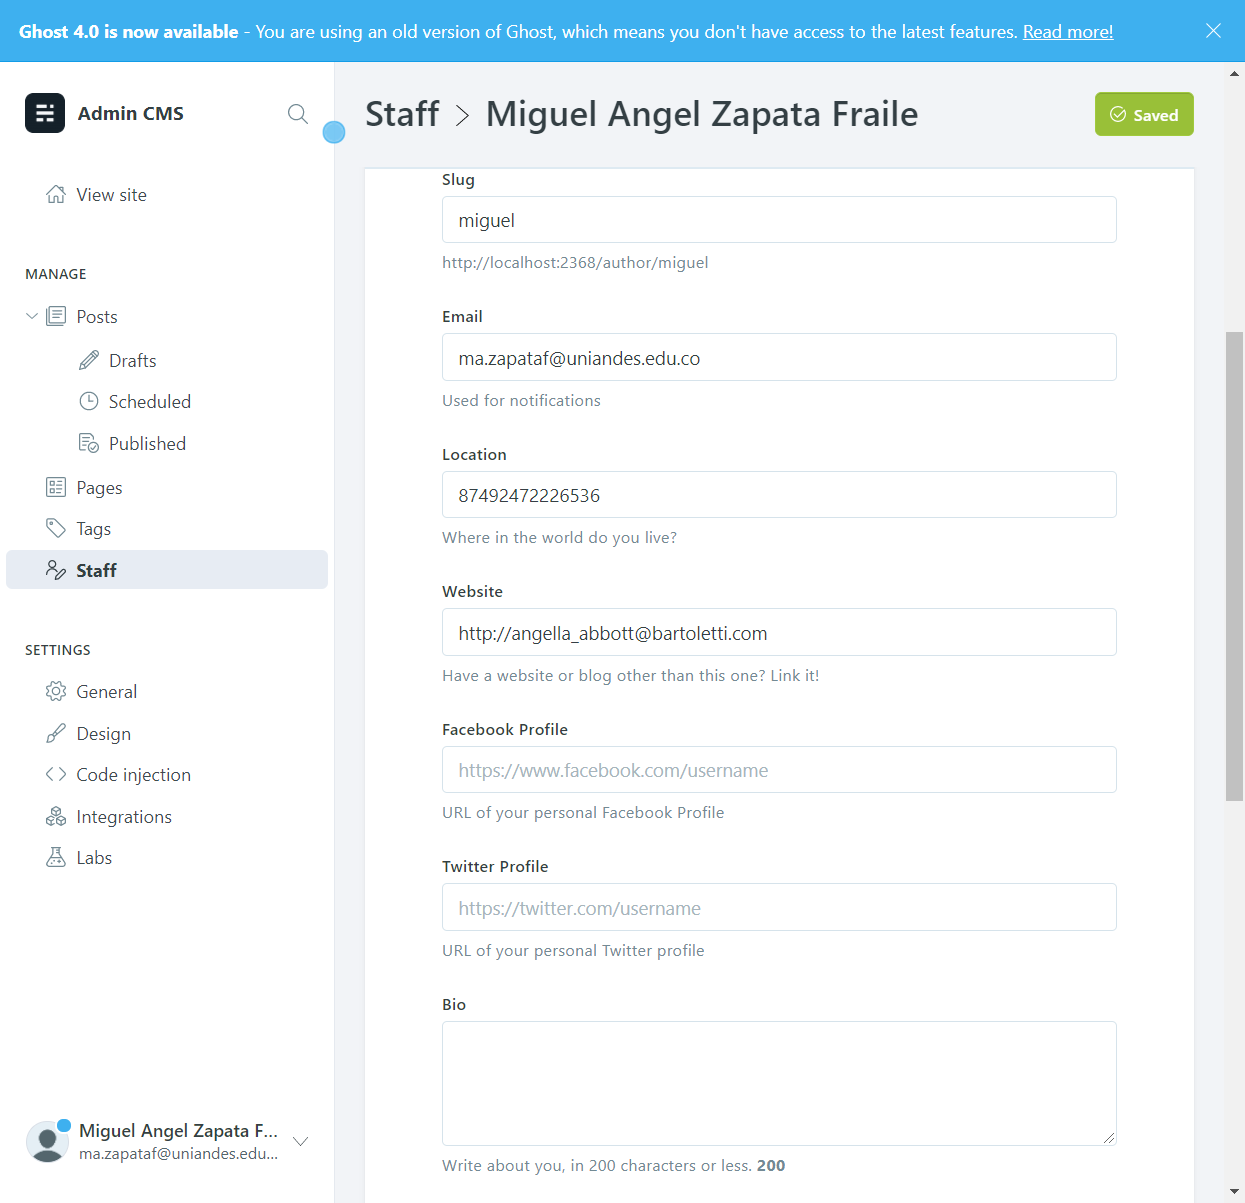 Ghost 4.0 is now available - You are using an old version of Ghost, which means you don't have access to the latest features. Read more!
Admin CMS
View site
MANAGE
Posts
Drafts
Scheduled
Published
Pages
Tags
Staff
SETTINGS
General
Design
Code injection
Integrations
Labs
Miguel Angel Zapata F...
ma.zapataf@uniandes.edu...
Staff > Miguel Angel Zapata Fraile
Saved
Slug
miguel
http://localhost:2368/author/miguel
Email
ma.zapataf@uniandes.edu.co
Used for notifications
Location
87492472226536
Where in the world do you live?
Website
http://angella_abbott@bartoletti.com
Have a website or blog other than this one? Link it!
Facebook Profile
https://www.facebook.com/username
URL of your personal Facebook Profile
Twitter Profile
https://twitter.com/username
URL of your personal Twitter profile
Bio
Write about you, in 200 characters or less. 200